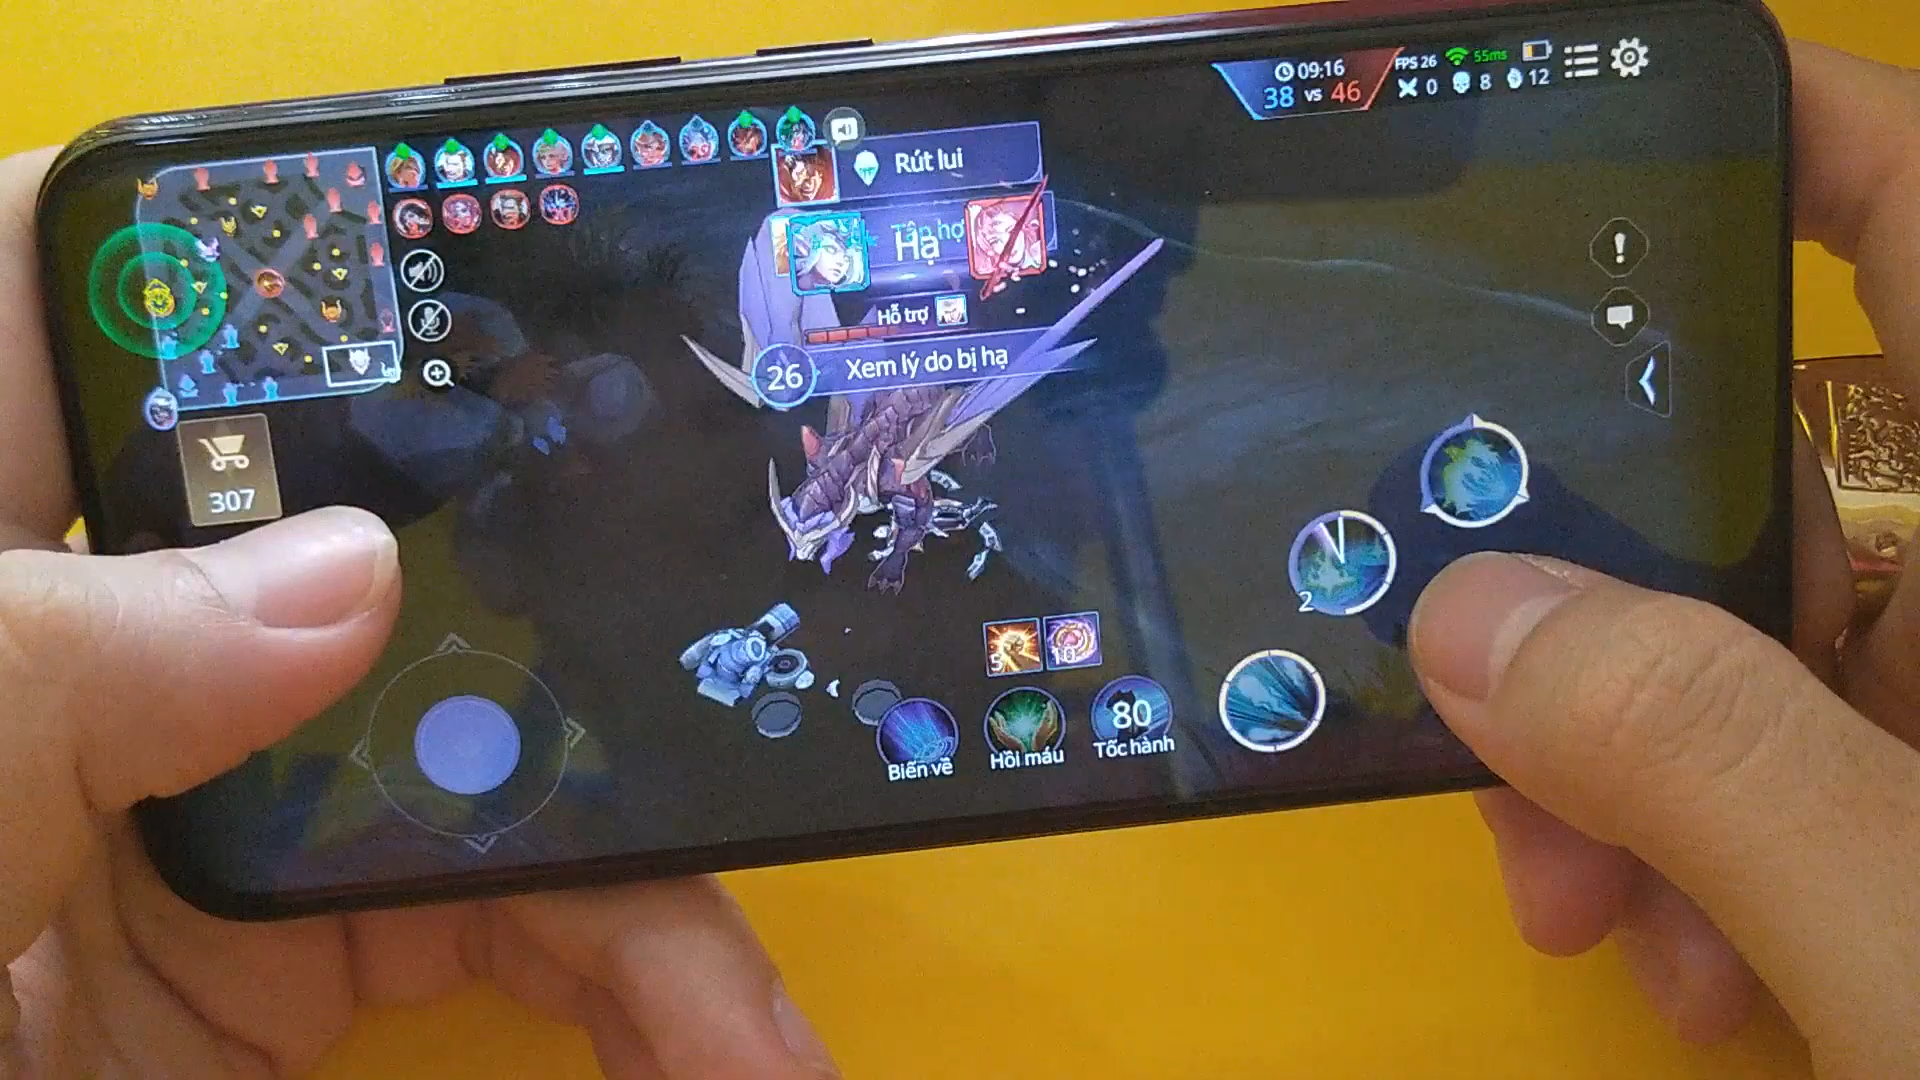 09:16
38 vs 46
FPS 26
55ms
0 8 12
Rút lui
Hạ
Hỗ trợ
26
Xem lý do bị hạ
307
2
5
10
80
Biến về
Hồi máu
Tốc hành